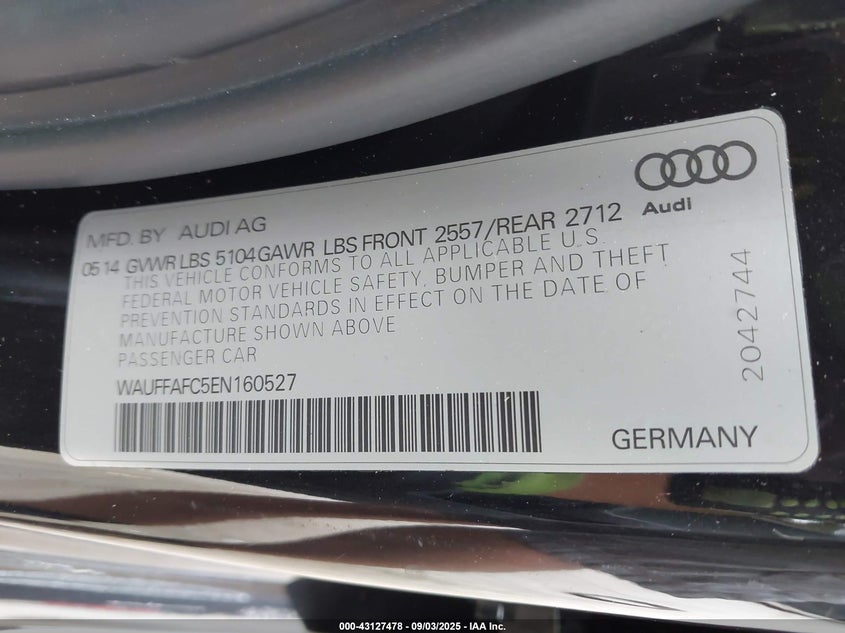 MFD. BY AUDI AG
Audi
05 14 GVWR LBS 5104 GAWR LBS FRONT 2557/REAR 2712
THIS VEHICLE CONFORMS TO ALL APPLICABLE U.S.
FEDERAL MOTOR VEHICLE SAFETY, BUMPER AND THEFT
PREVENTION STANDARDS IN EFFECT ON THE DATE OF
MANUFACTURE SHOWN ABOVE
PASSENGER CAR
WAUFFAFC5EN160527
2042744
GERMANY
000-43127478 - 09/03/2025 - IAA Inc.